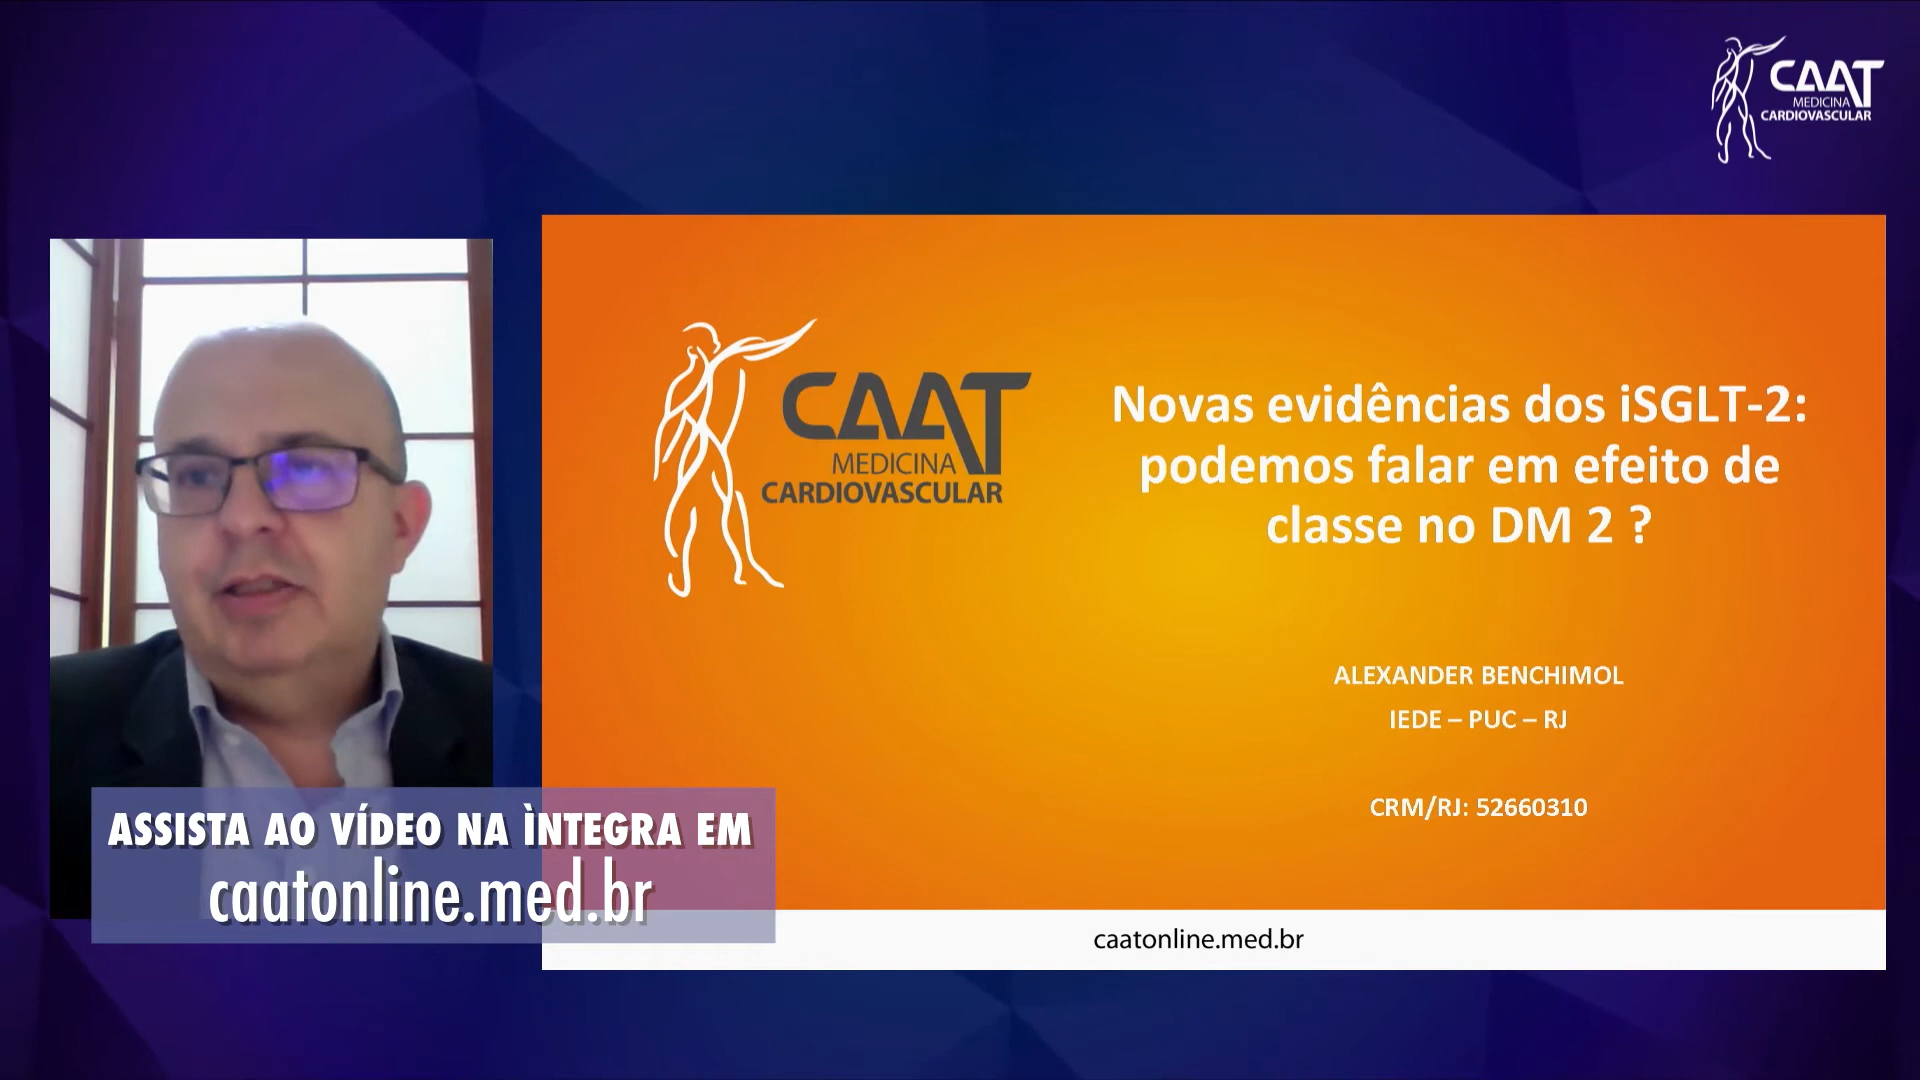 CAAT
MEDICINA
CARDIOVASCULAR
CAAT
MEDICINA
CARDIOVASCULAR
Novas evidências dos iSGLT-2:
podemos falar em efeito de
classe no DM 2 ?
ALEXANDER BENCHIMOL
IEDE – PUC – RJ
CRM/RJ: 52660310
ASSISTA AO VÍDEO NA ÌNTEGRA EM
caatonline.med.br
caatonline.med.br